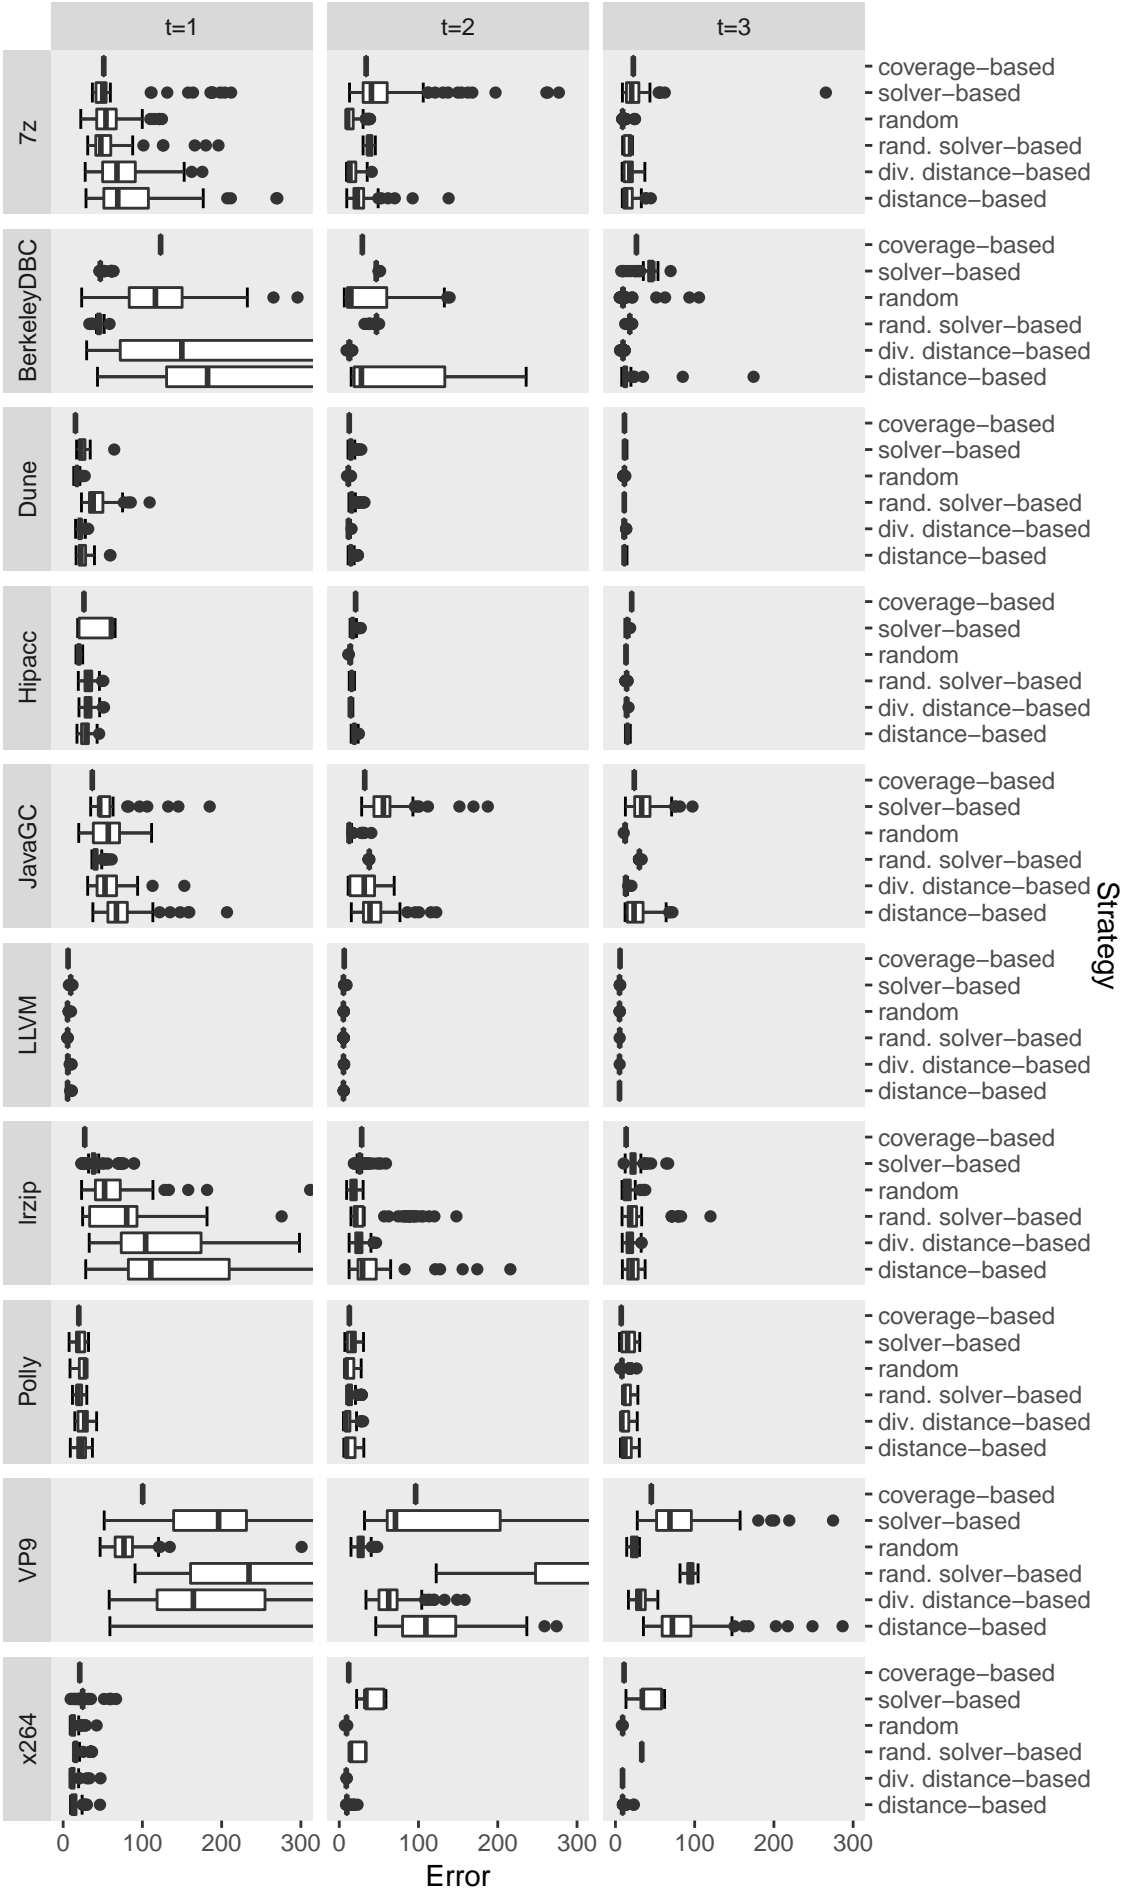 t=1 t=2 t=3
7z
coverage−based
solver−based
random
rand. solver−based
div. distance−based
distance−based
BerkeleyDBC
coverage−based
solver−based
random
rand. solver−based
div. distance−based
distance−based
Dune
coverage−based
solver−based
random
rand. solver−based
div. distance−based
distance−based
Hipacc
coverage−based
solver−based
random
rand. solver−based
div. distance−based
distance−based
JavaGC
coverage−based
solver−based
random
rand. solver−based
div. distance−based
distance−based
Strategy
LLVM
coverage−based
solver−based
random
rand. solver−based
div. distance−based
distance−based
lrzip
coverage−based
solver−based
random
rand. solver−based
div. distance−based
distance−based
Polly
coverage−based
solver−based
random
rand. solver−based
div. distance−based
distance−based
VP9
coverage−based
solver−based
random
rand. solver−based
div. distance−based
distance−based
x264
coverage−based
solver−based
random
rand. solver−based
div. distance−based
distance−based
0 100 200 300 0 100 200 300 0 100 200 300
Error